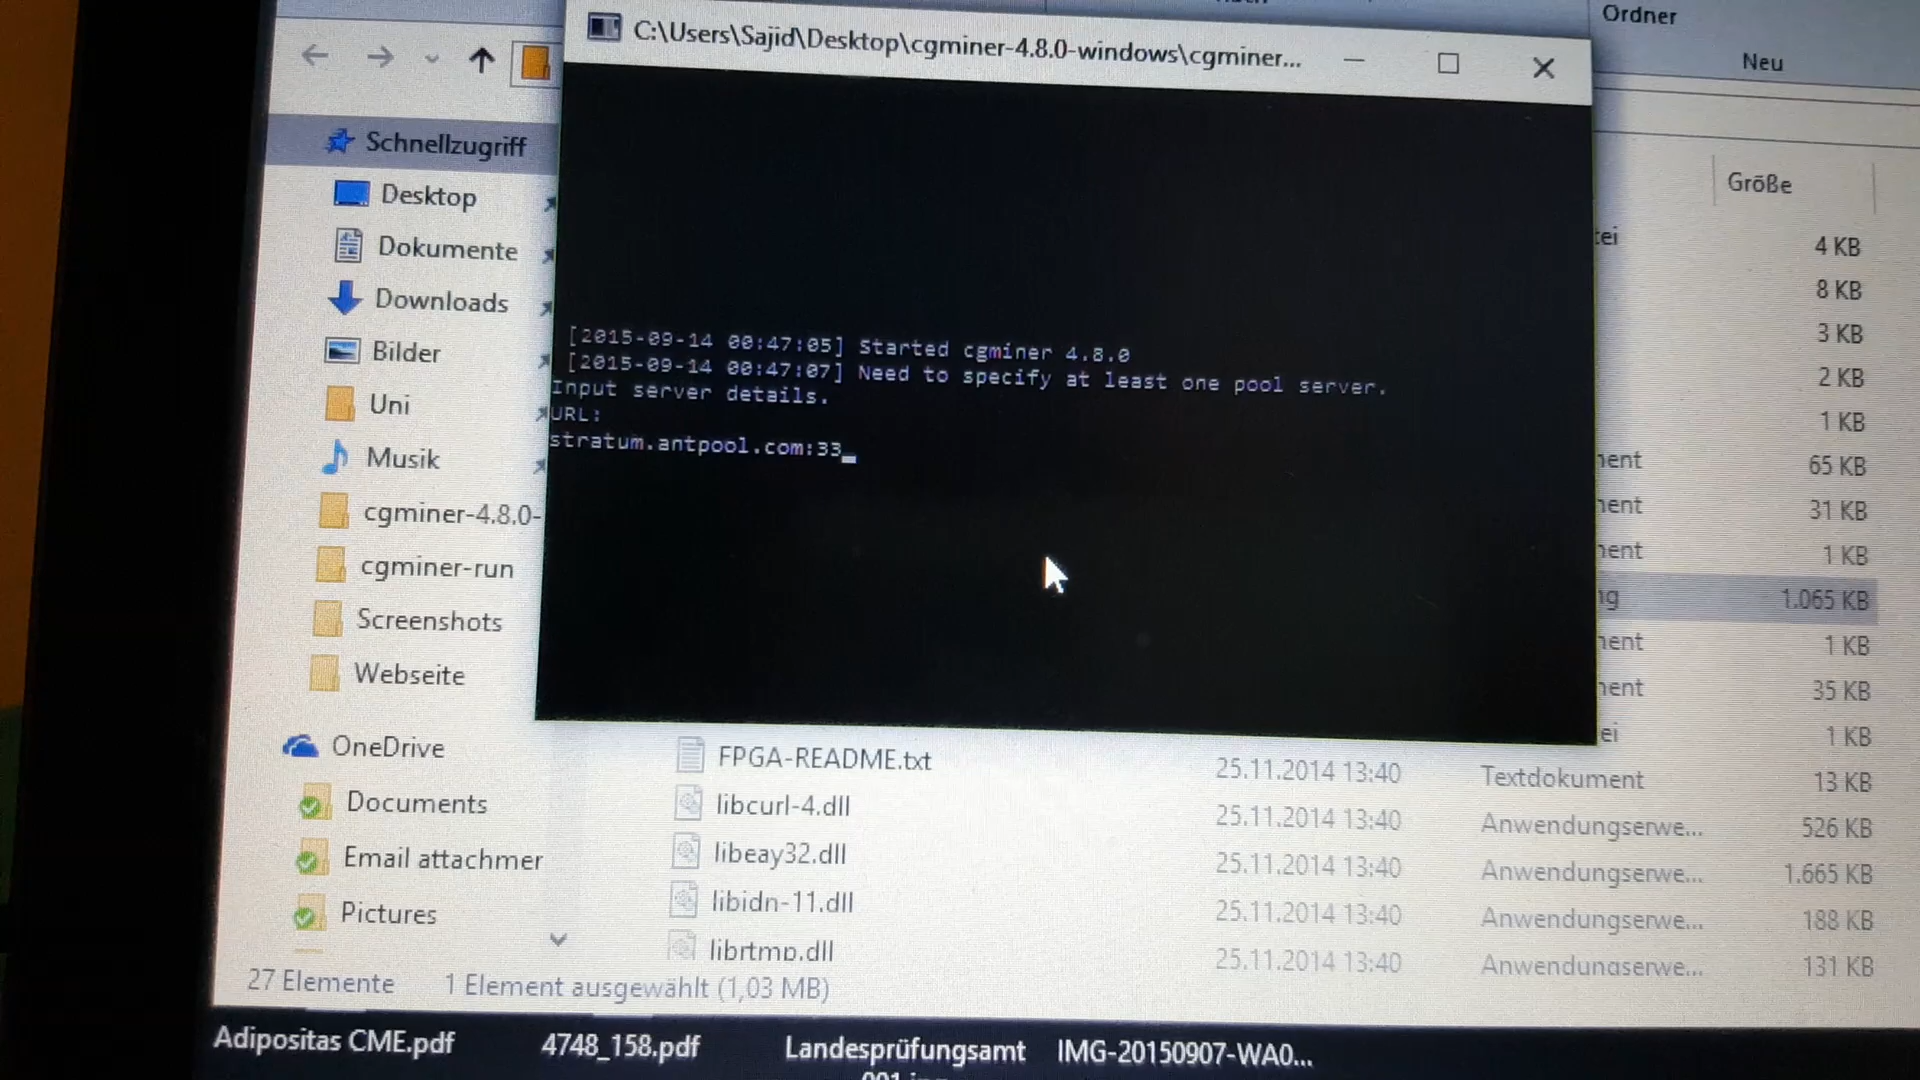 Ordner
C:\Users\Sajid\Desktop\cgminer-4.8.0-windows\cgminer...
Neu
Schnellzugriff
Größe
Desktop
ei
4 KB
Dokumente
8 KB
Downloads
3 KB
[2015-09-14 00:47:05] Started cgminer 4.8.0
Bilder
[2015-09-14 00:47:07] Need to specify at least one pool server.
2 KB
Input server details.
Uni
URL:
1 KB
stratum.antpool.com:33_
Musik
ent
65 KB
cgminer-4.8.0-
ent
31 KB
cgminer-run
ent
1 KB
g
1.065 KB
Screenshots
ent
1 KB
Webseite
ent
35 KB
OneDrive
ei
1 KB
FPGA-README.txt 25.11.2014 13:40 Textdokument 13 KB
Documents
libcurl-4.dll 25.11.2014 13:40 Anwendungserwe... 526 KB
Email attachmer
libeay32.dll 25.11.2014 13:40 Anwendungserwe... 1.665 KB
Pictures
libidn-11.dll 25.11.2014 13:40 Anwendungserwe... 188 KB
librtmp.dll 25.11.2014 13:40 Anwendungserwe... 131 KB
27 Elemente 1 Element ausgewählt (1,03 MB)
Adipositas CME.pdf 4748_158.pdf Landesprüfungsamt IMG-20150907-WA0...